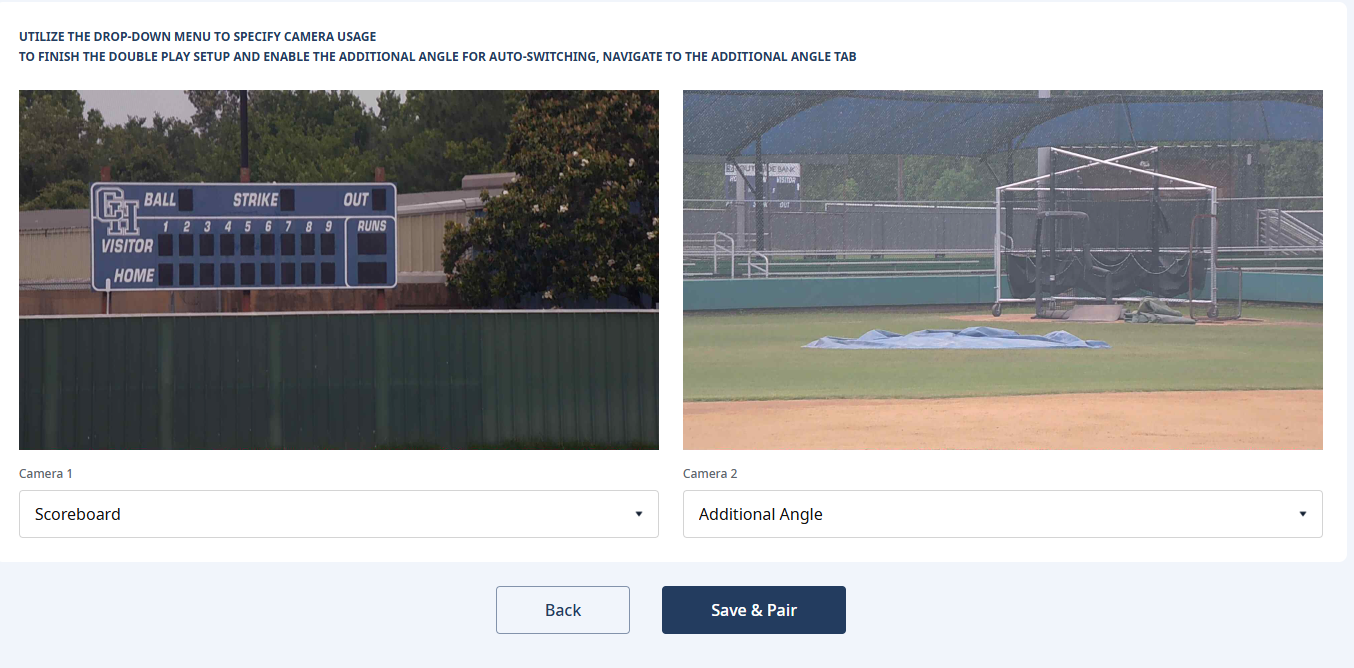 UTILIZE THE DROP-DOWN MENU TO SPECIFY CAMERA USAGE
TO FINISH THE DOUBLE PLAY SETUP AND ENABLE THE ADDITIONAL ANGLE FOR AUTO-SWITCHING, NAVIGATE TO THE ADDITIONAL ANGLE TAB
GH BALL STRIKE OUT
1 2 3 4 5 6 7 8 9 RUNS
VISITOR
HOME
BANK
VISITOR
OUT
Camera 1
Camera 2
Scoreboard
Additional Angle
Back
Save & Pair